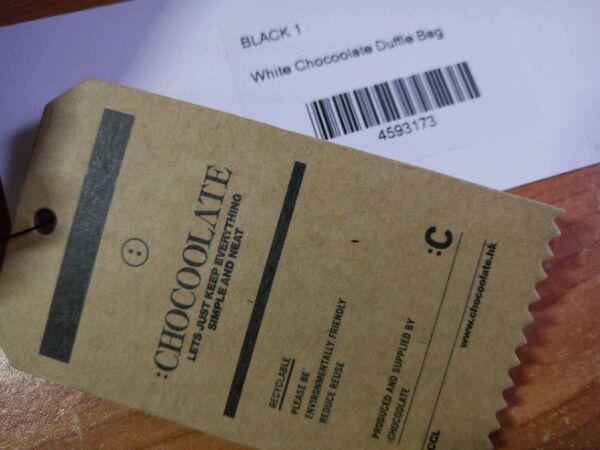 BLACK 1
White Chocoolate Duffle Bag
4593173
:CHOCOOLATE
LETS JUST KEEP EVERYTHING
SIMPLE AND NEAT
RECYCLABLE
PLEASE BE
ENVIRONMENTALLY FRIENDLY
REDUCE REUSE
:C
PRODUCED AND SUPPLIED BY
:CHOCOOLATE
www.chocoolate.hk
CCL